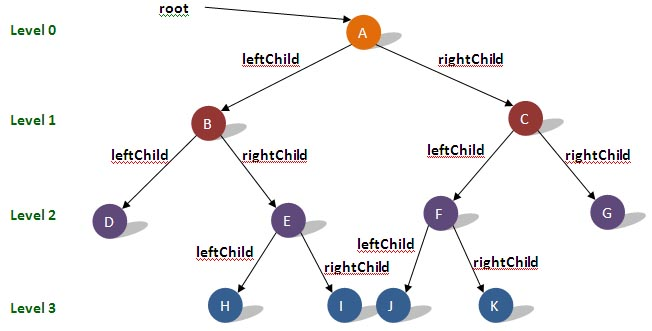 root
Level 0
A
leftChild
rightChild
Level 1
B
C
leftChild
rightChild
leftChild
rightChild
Level 2
D
E
F
G
leftChild
rightChild
leftChild
rightChild
Level 3
H
I
J
K